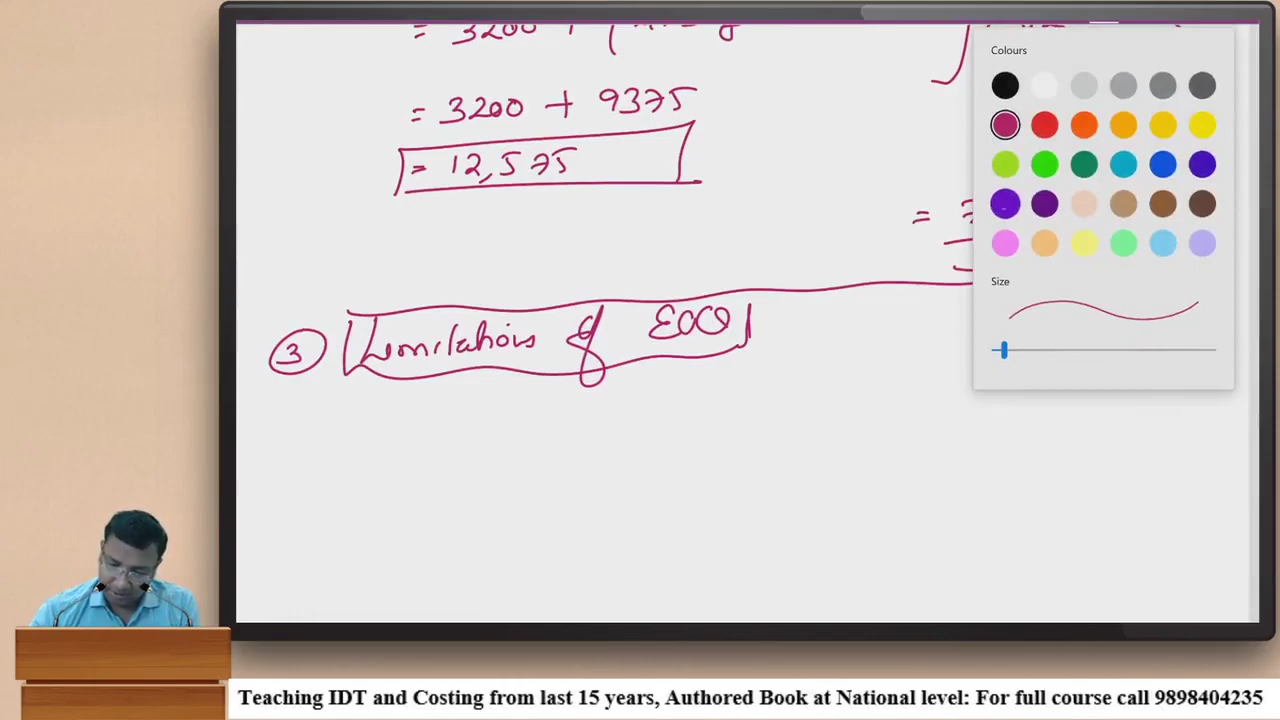 = 3200 +
= 3200 + 9375
= 12,575
=
③ Limitations of EOQ
Colours
Size
Teaching IDT and Costing from last 15 years, Authored Book at National level: For full course call 9898404235